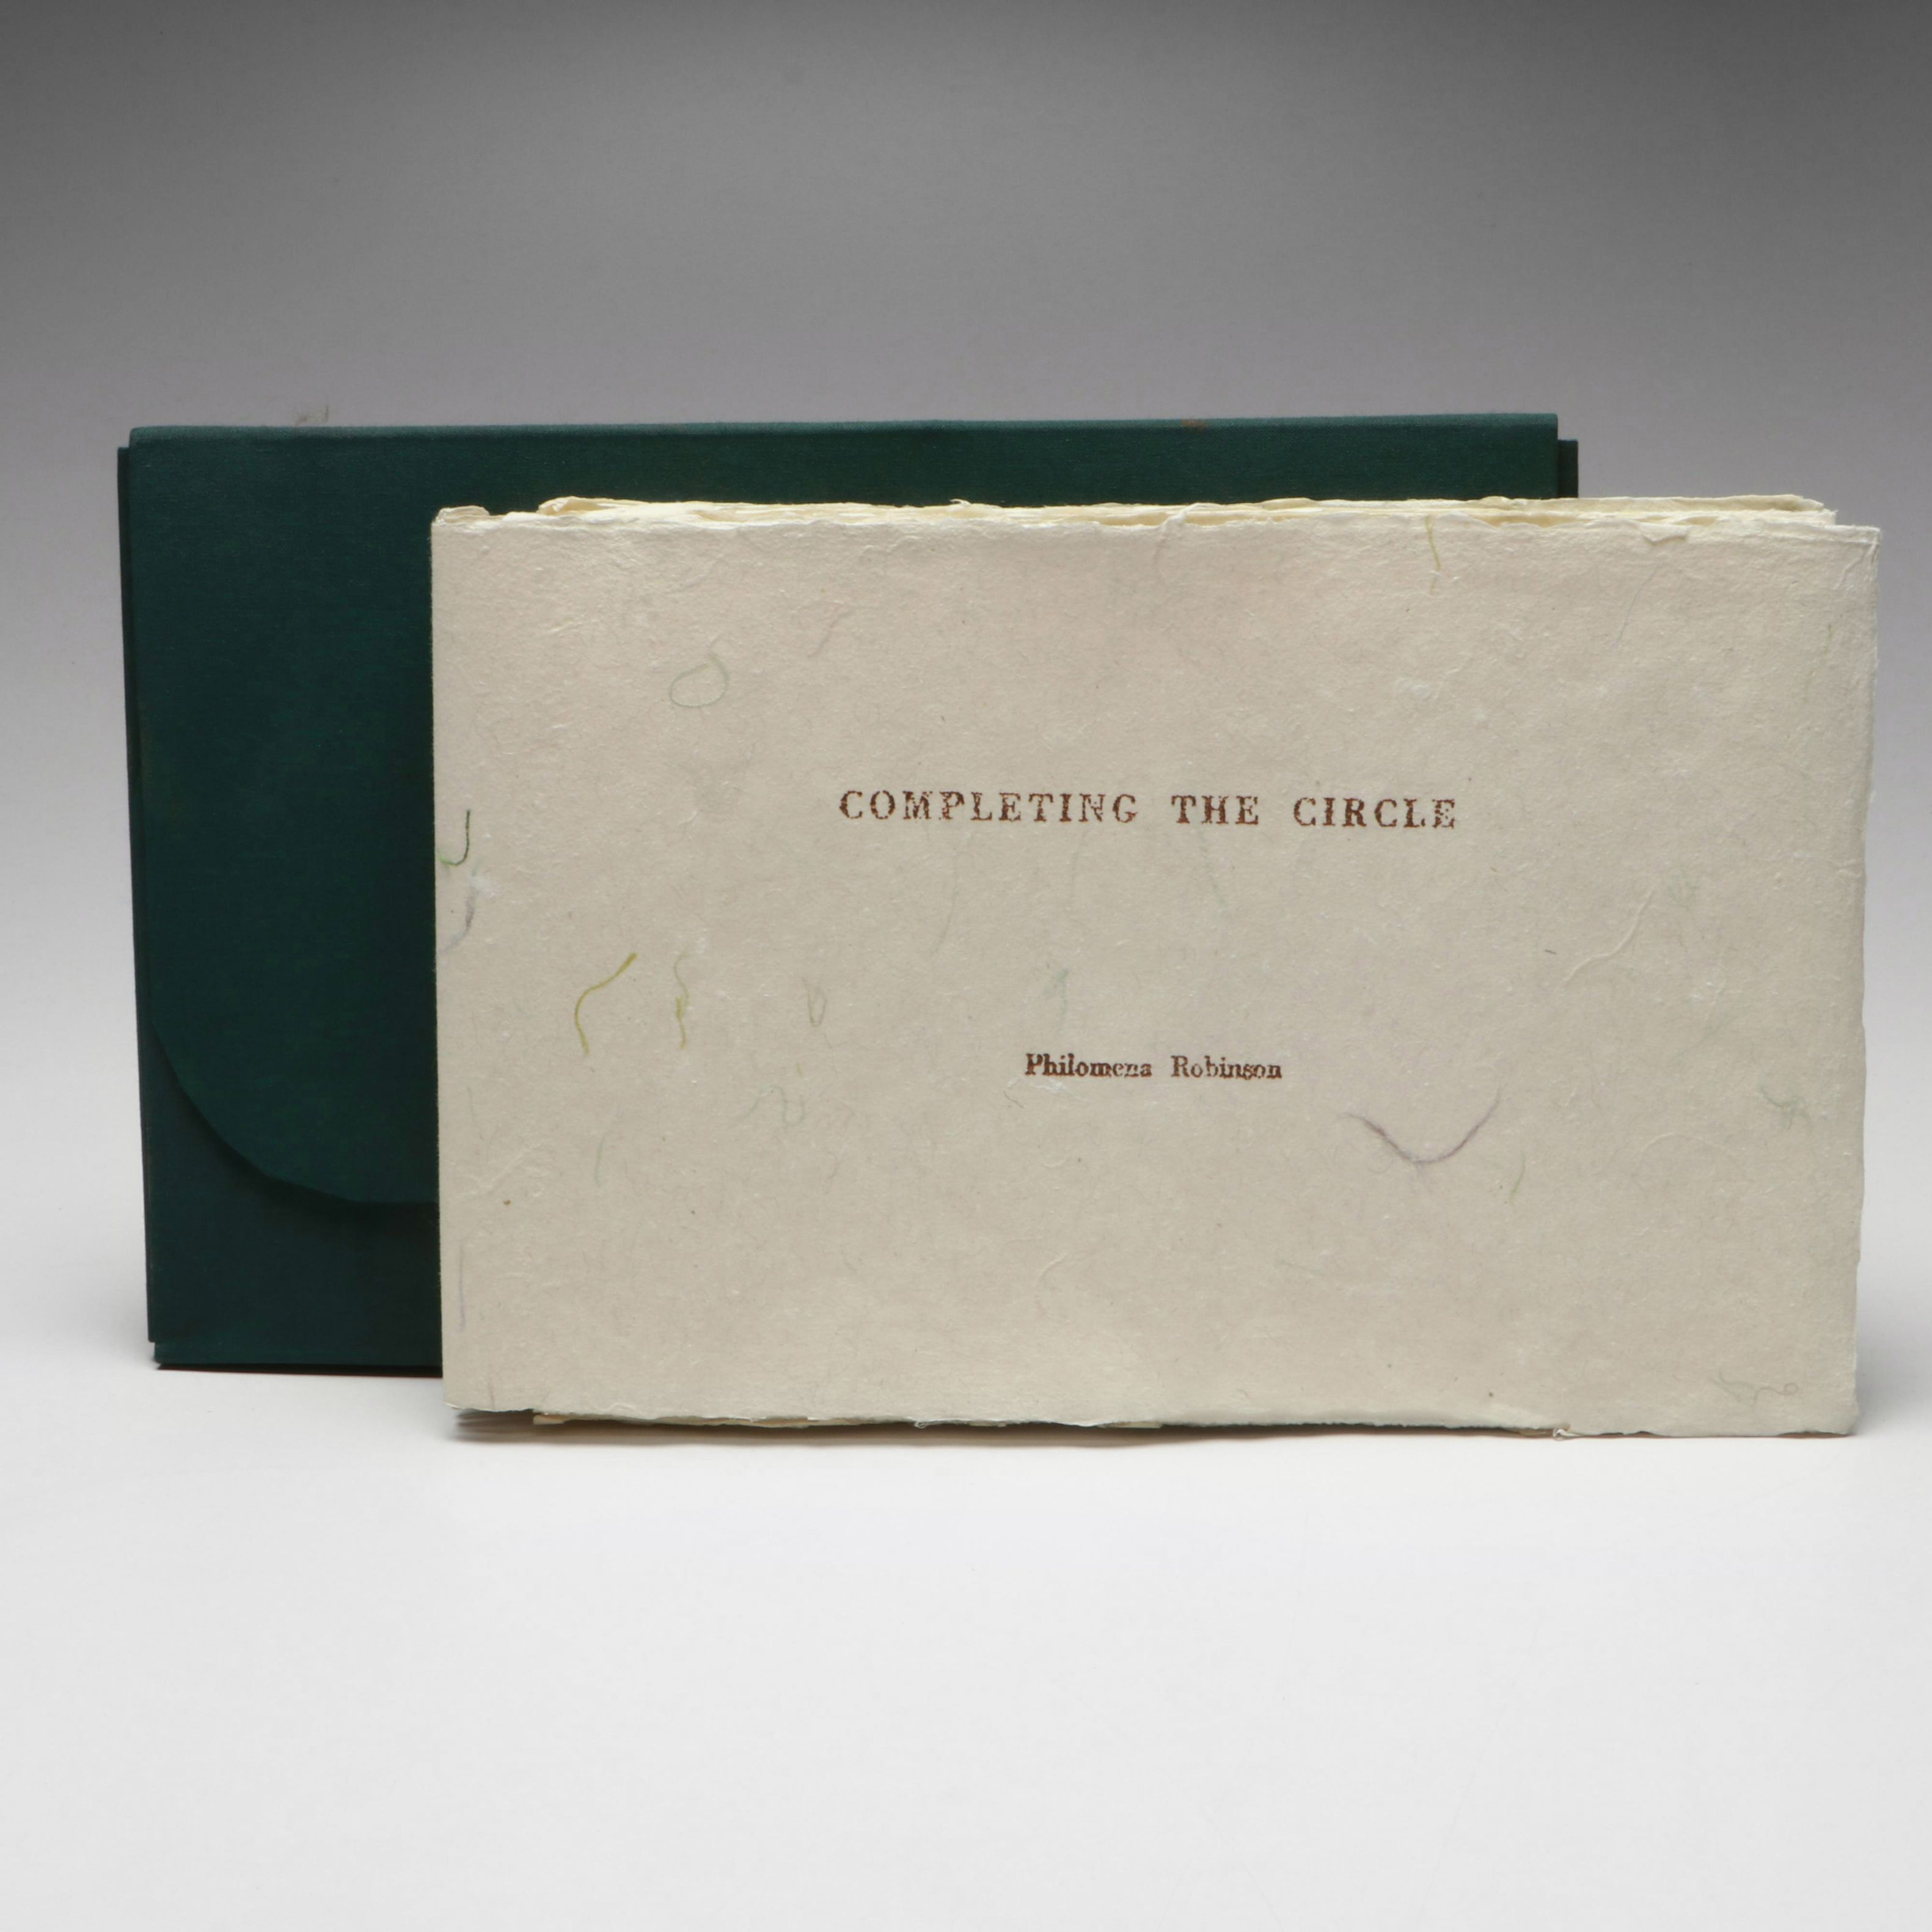 COMPLETING THE CIRCLE
Philomena Robinson